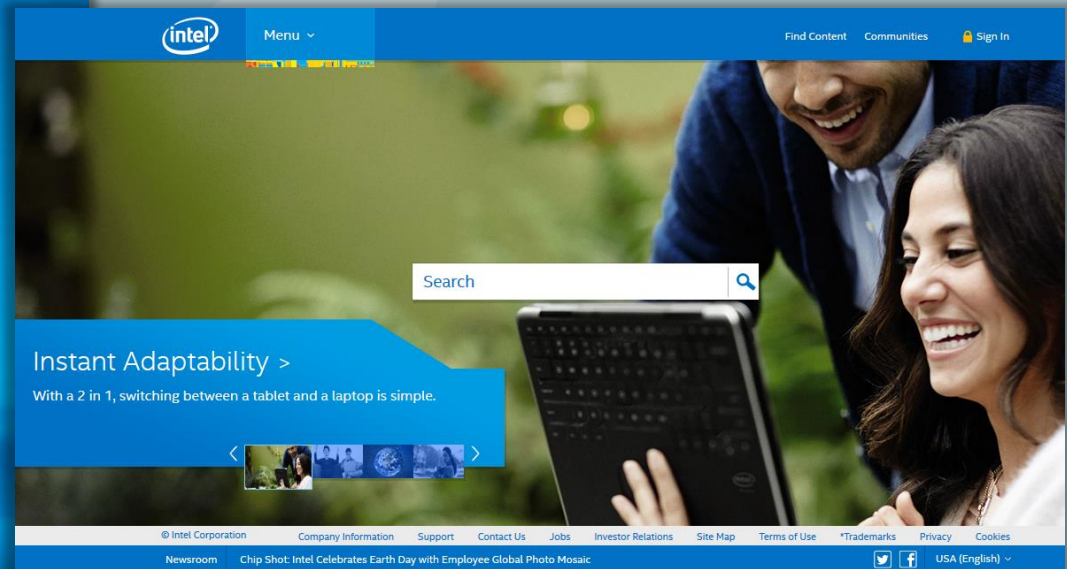 intel
Menu
Find Content Communities Sign In
Search
Instant Adaptability >
With a 2 in 1, switching between a tablet and a laptop is simple.
© Intel Corporation Company Information Support Contact Us Jobs Investor Relations Site Map Terms of Use *Trademarks Privacy Cookies
Newsroom Chip Shot: Intel Celebrates Earth Day with Employee Global Photo Mosaic USA (English)